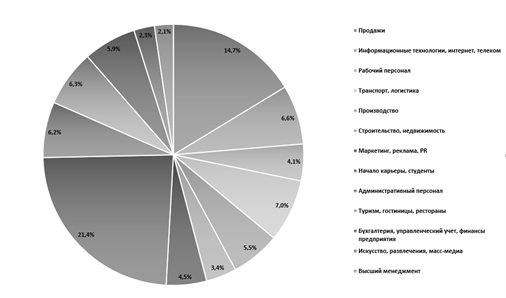 14,7%
6,6%
4,1%
7,0%
5,5%
3,4%
4,5%
21,4%
6,2%
6,3%
5,9%
2,3%
2,1%
Продажи
Информационные технологии, интернет, телеком
Рабочий персонал
Транспорт, логистика
Производство
Строительство, недвижимость
Маркетинг, реклама, PR
Начало карьеры, студенты
Административный персонал
Туризм, гостиницы, рестораны
Бухгалтерия, управленческий учет, финансы
предприятия
Искусство, развлечения, масс-медиа
Высший менеджмент